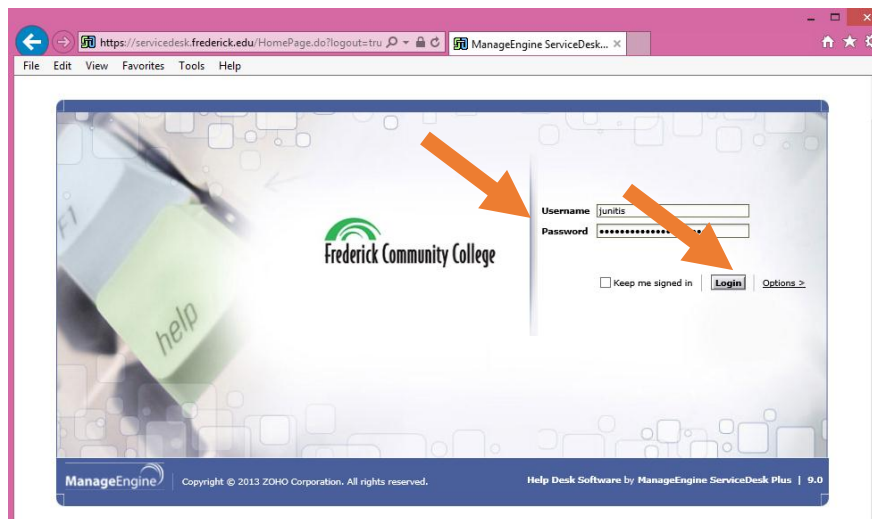 https://servicedesk.frederick.edu/HomePage.do?logout=tru
ManageEngine ServiceDesk...
File Edit View Favorites Tools Help
F1
help
Frederick Community College
Username junitis
Password
Keep me signed in Login Options >
ManageEngine Copyright © 2013 ZOHO Corporation. All rights reserved. Help Desk Software by ManageEngine ServiceDesk Plus | 9.0